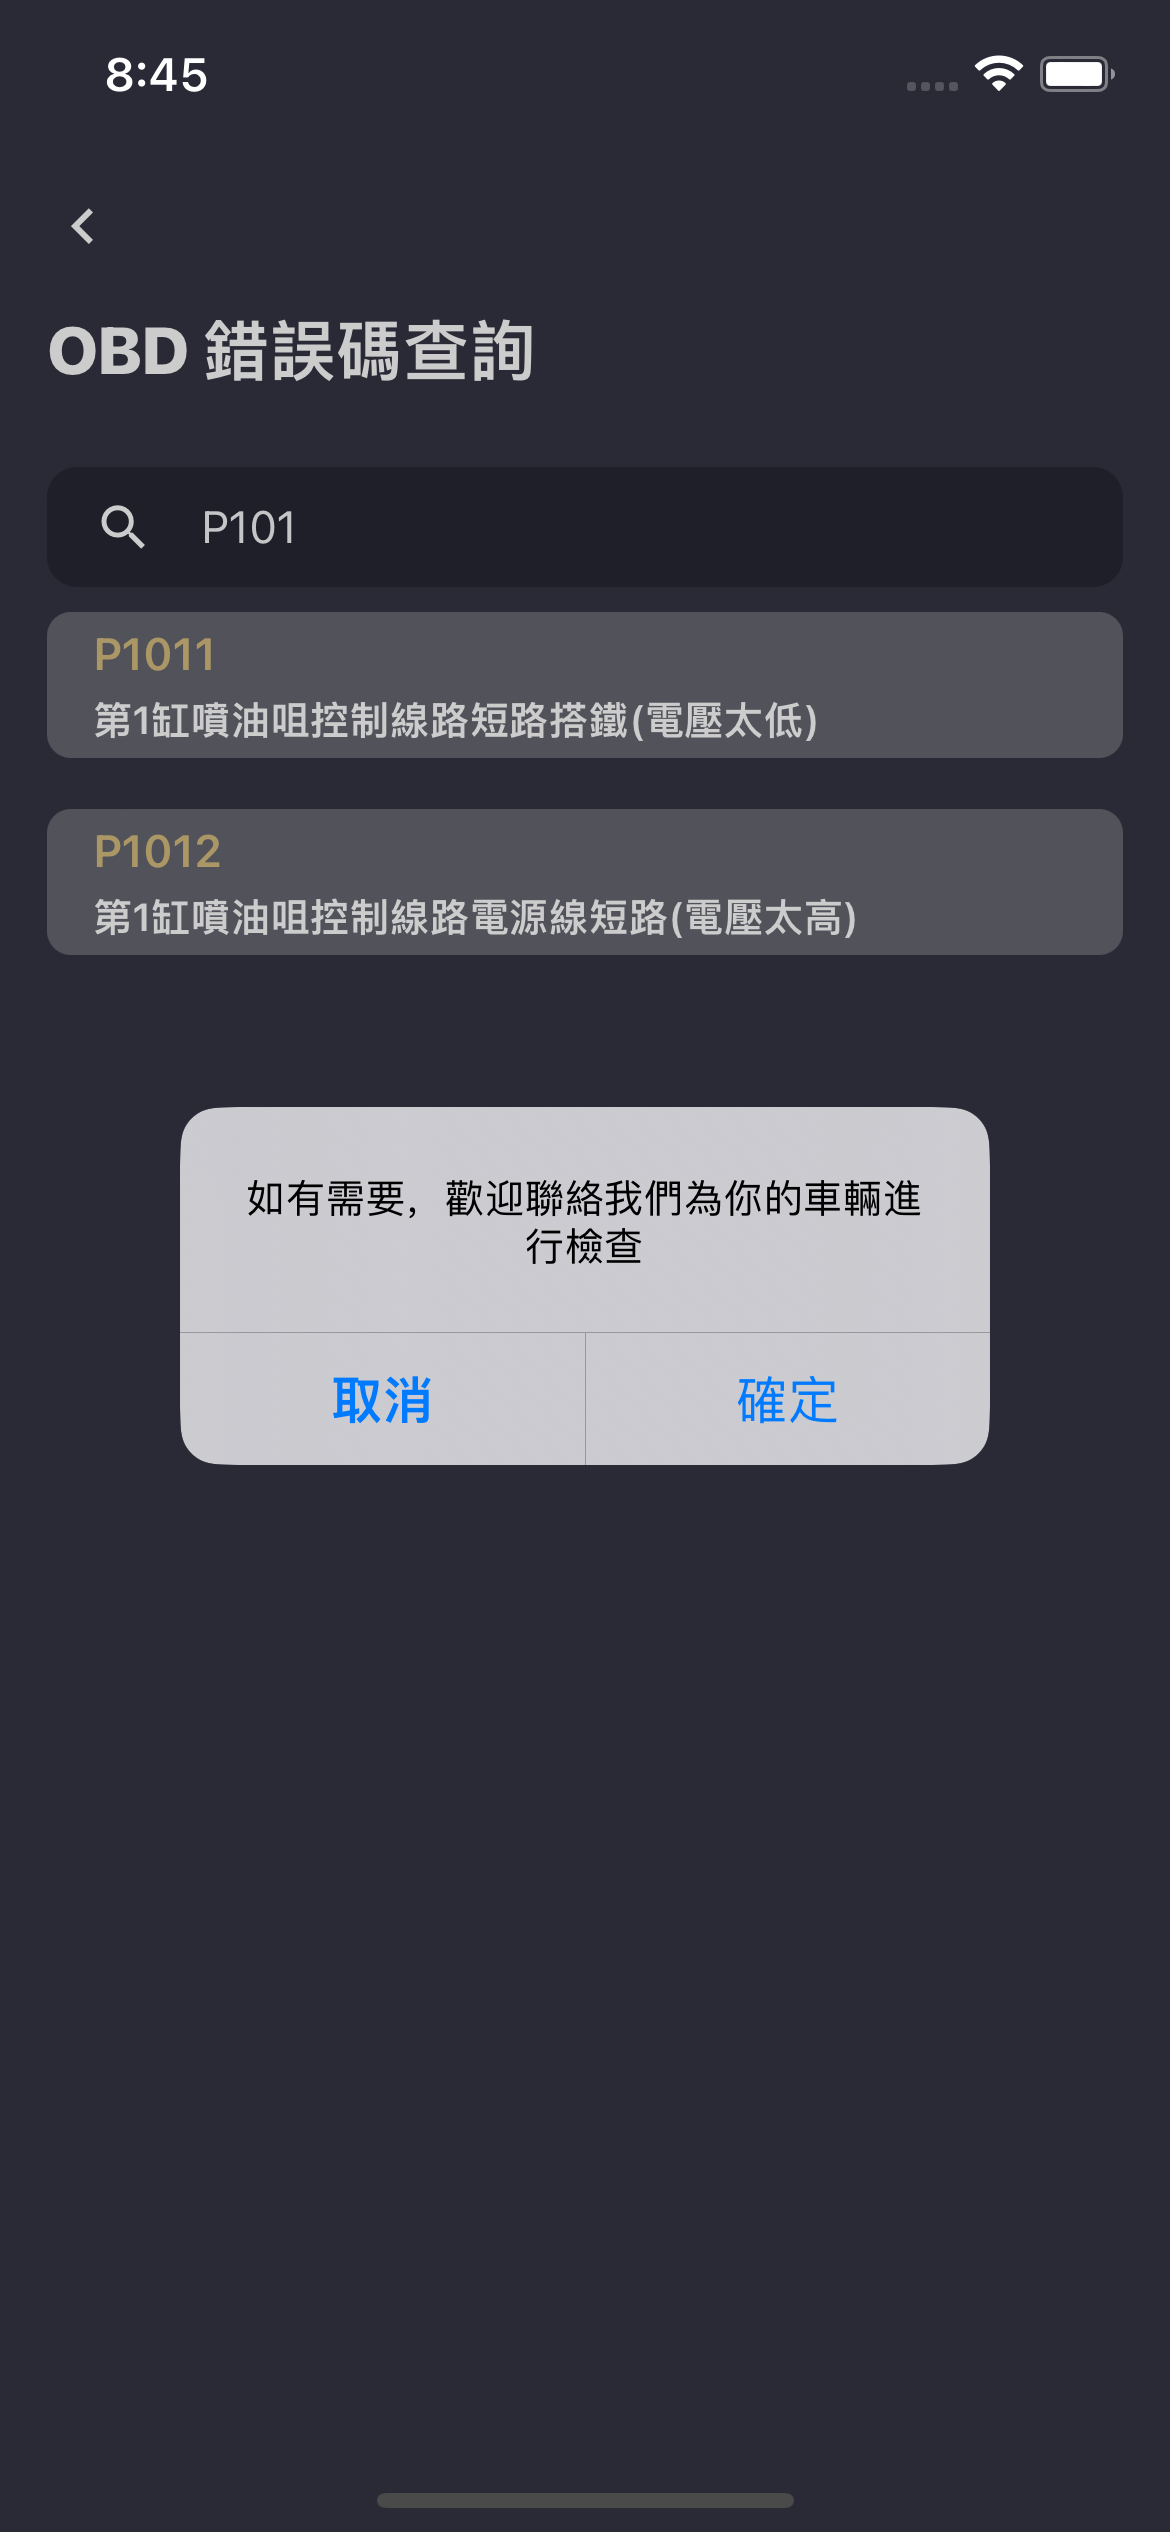 8:45
OBD 錯誤碼查詢
P101
P1011
第1缸噴油咀控制線路短路搭鐵(電壓太低)
P1012
第1缸噴油咀控制線路電源線短路(電壓太高)
如有需要，歡迎聯絡我們為你的車輛進
行檢查
取消
確定